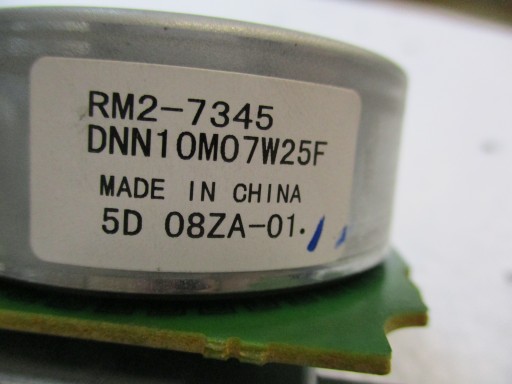 RM2-7345
DNN10M07W25F
MADE IN CHINA
5D 08ZA-01.